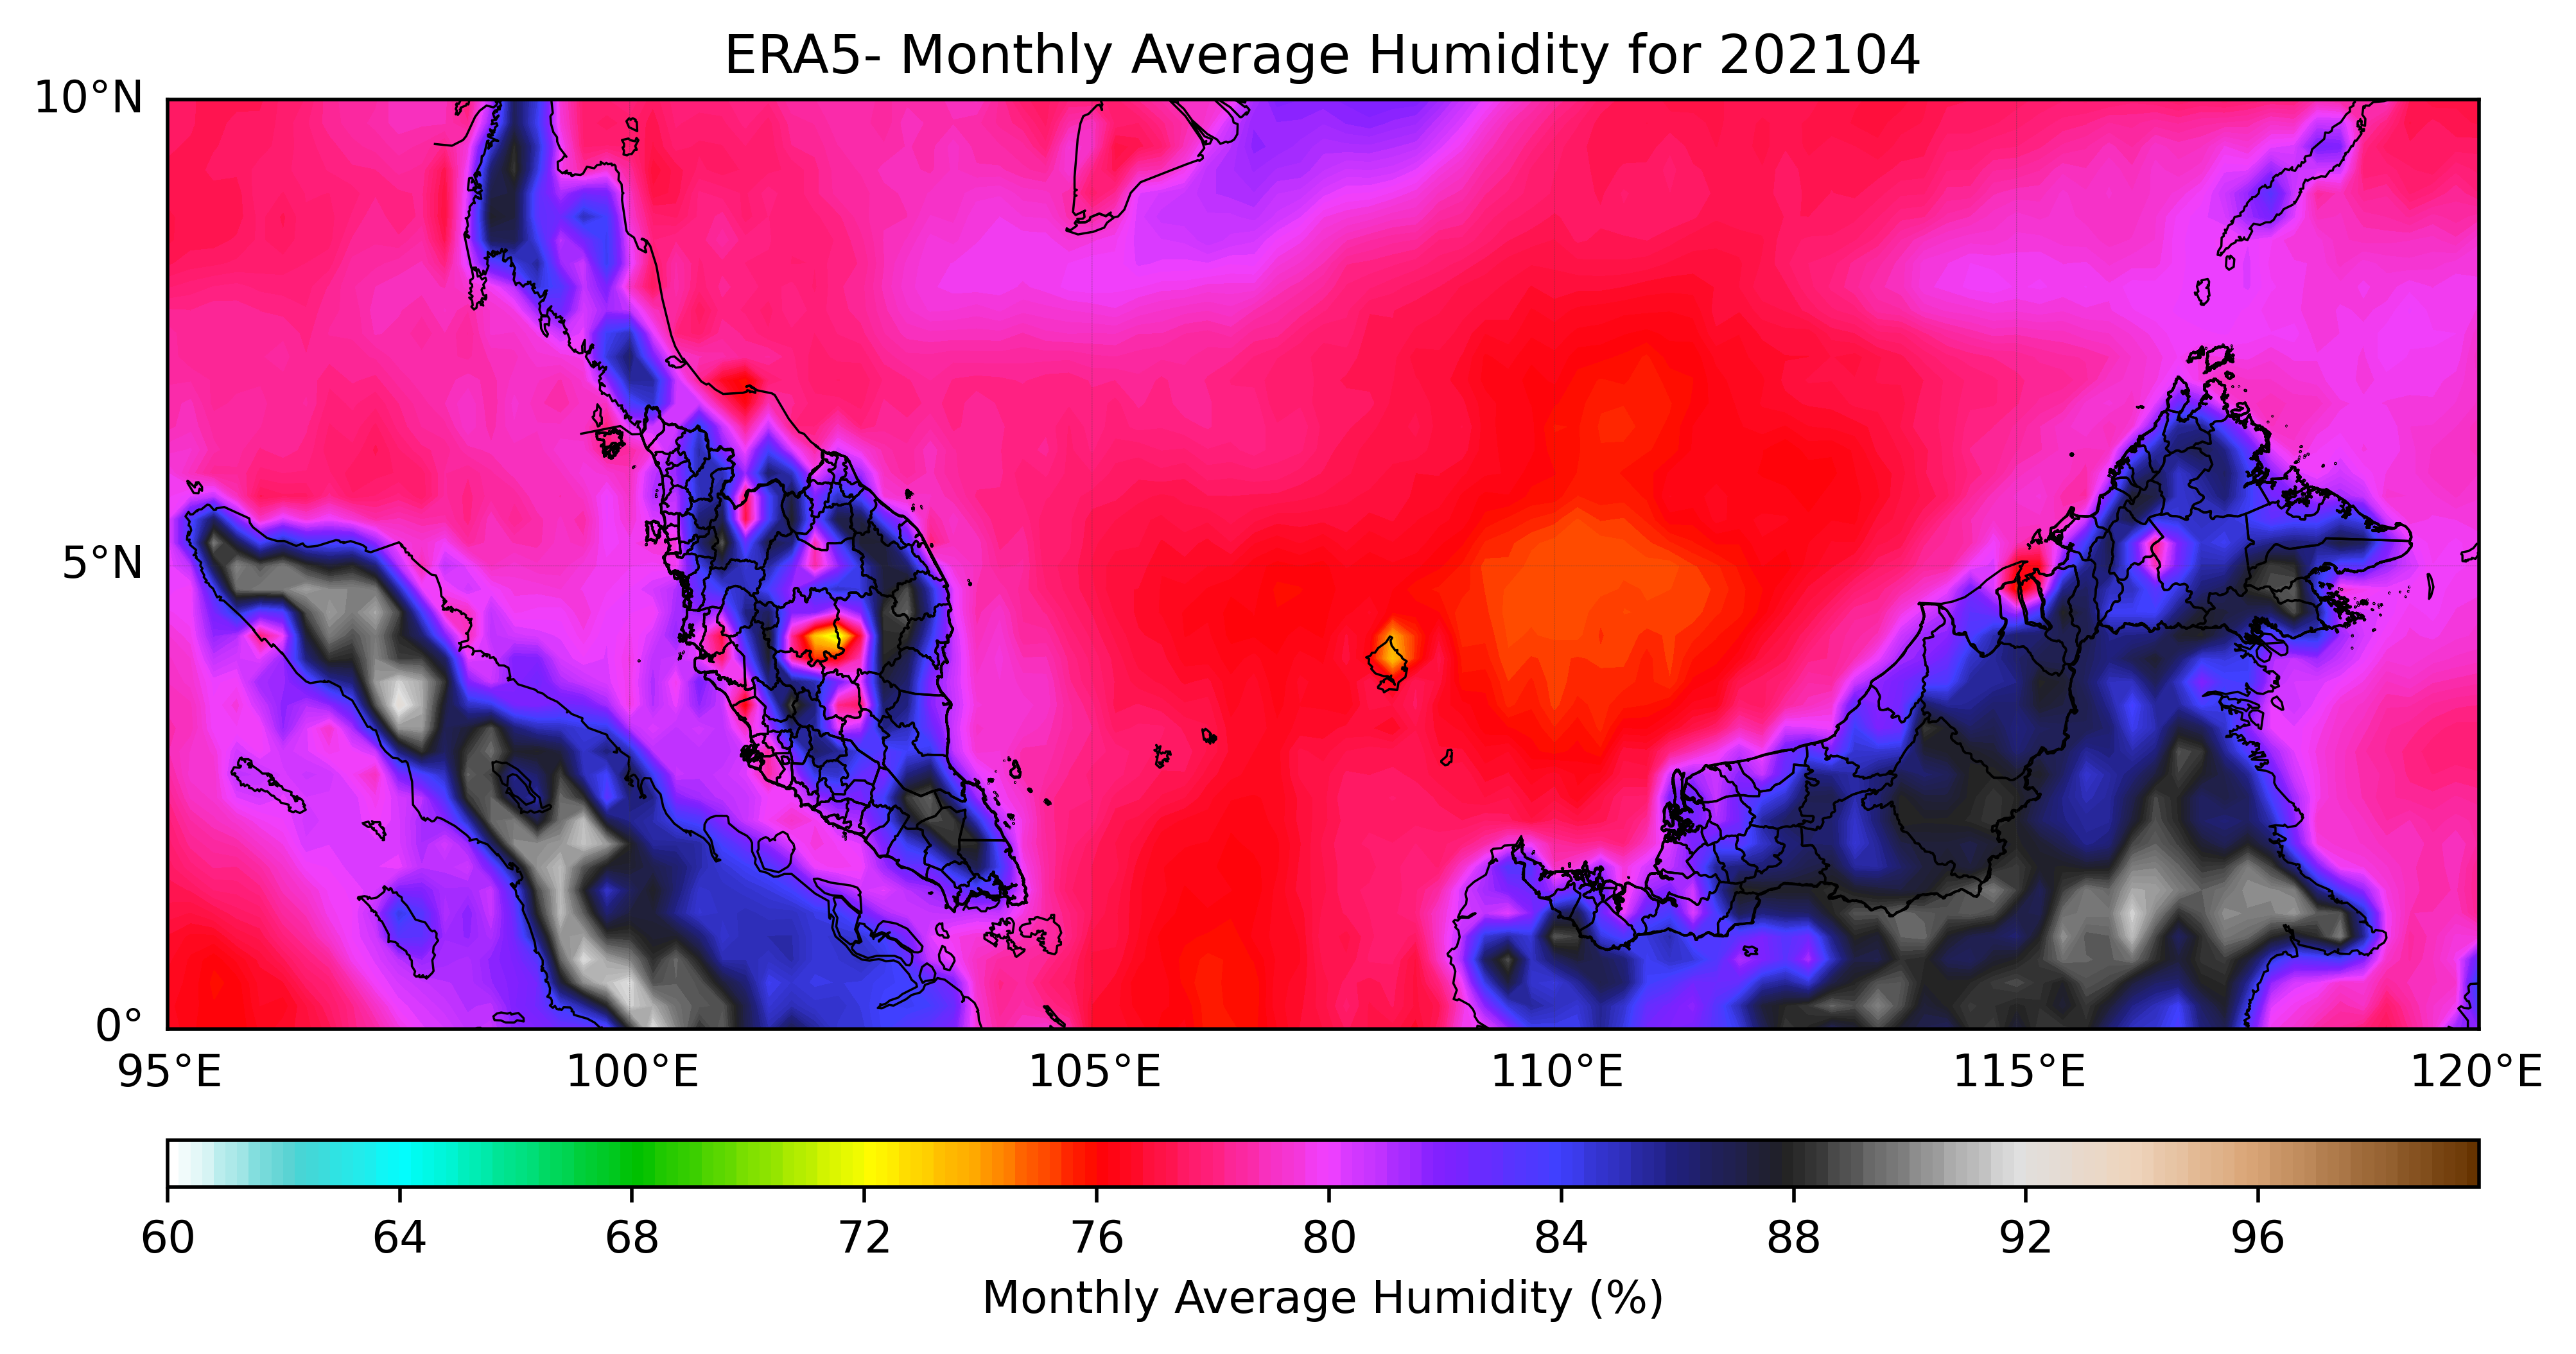 ERA5- Monthly Average Humidity for 202104
10°N
5°N
0°
95°E 100°E 105°E 110°E 115°E 120°E
60 64 68 72 76 80 84 88 92 96
Monthly Average Humidity (%)